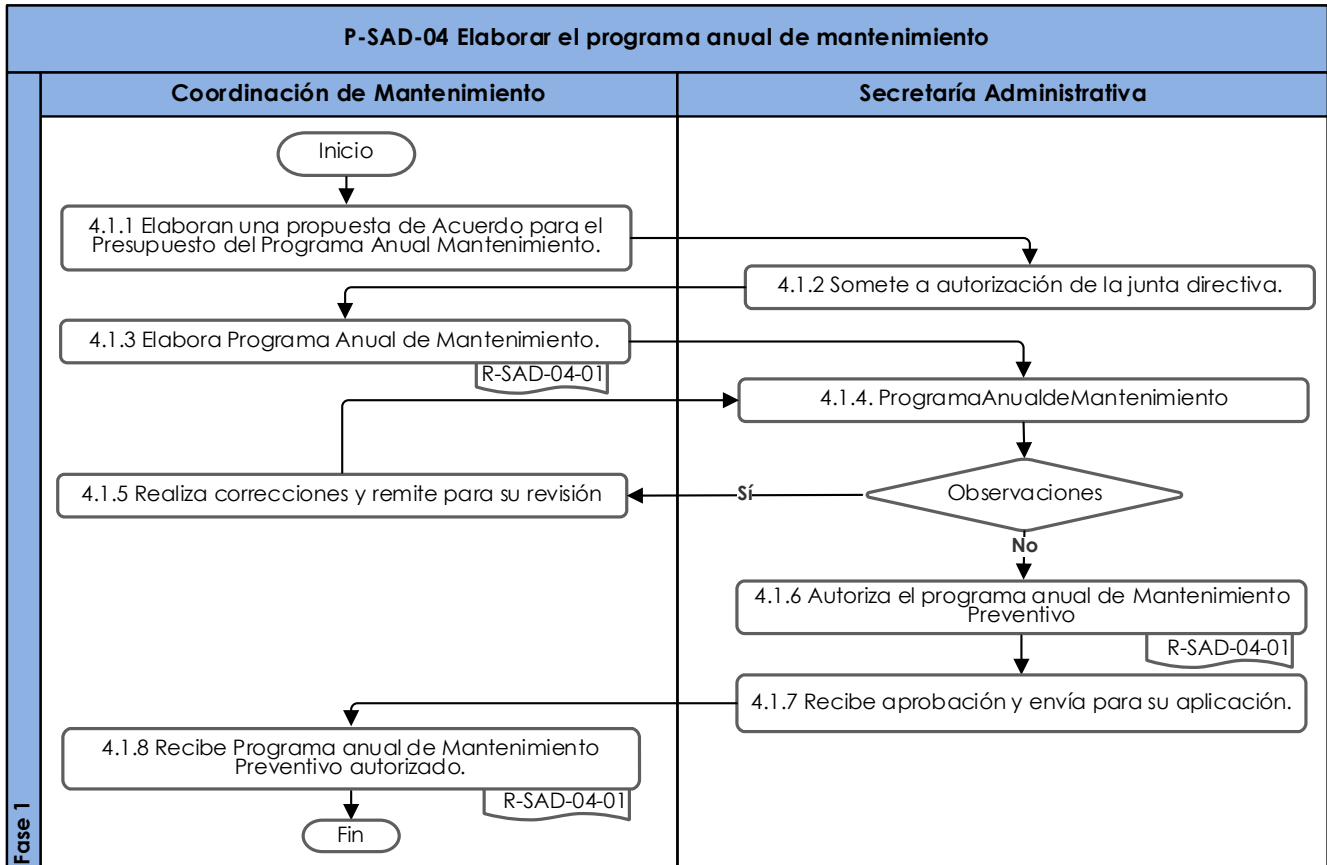 P-SAD-04 Elaborar el programa anual de mantenimiento
Coordinación de Mantenimiento
Secretaría Administrativa
Inicio
4.1.1 Elaboran una propuesta de Acuerdo para el
Presupuesto del Programa Anual Mantenimiento.
4.1.2 Somete a autorización de la junta directiva.
4.1.3 Elabora Programa Anual de Mantenimiento.
R-SAD-04-01
4.1.4. ProgramaAnualdeMantenimiento
Observaciones
Sí
4.1.5 Realiza correcciones y remite para su revisión
No
4.1.6 Autoriza el programa anual de Mantenimiento
Preventivo
R-SAD-04-01
4.1.7 Recibe aprobación y envía para su aplicación.
4.1.8 Recibe Programa anual de Mantenimiento
Preventivo autorizado.
R-SAD-04-01
Fin
Fase 1